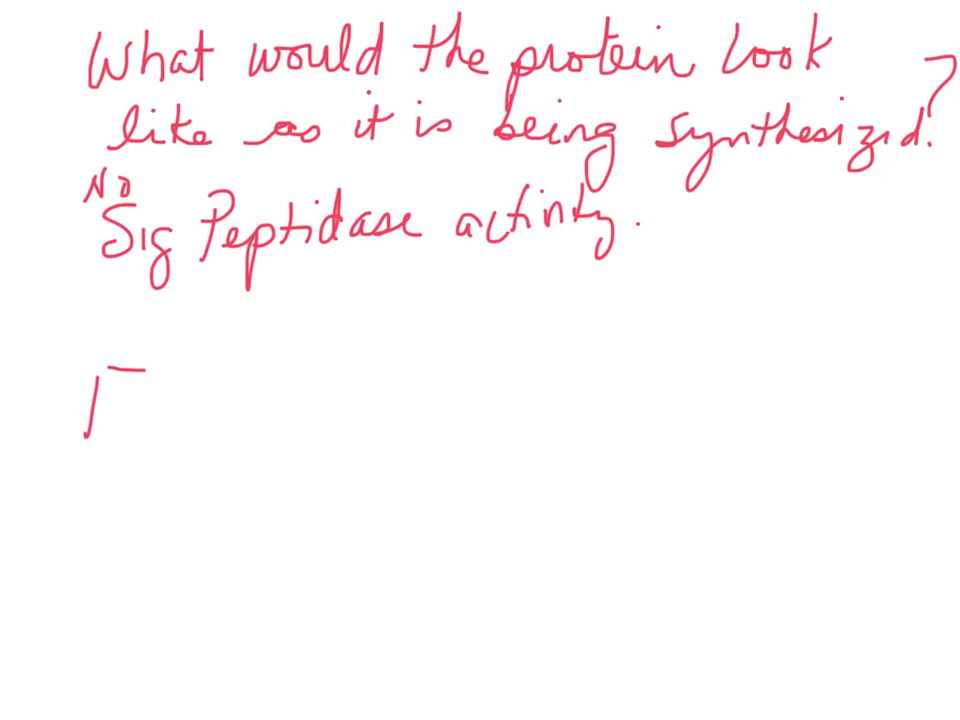 What would the protein look
like as it is being synthesized?
No
Sig Peptidase activity.